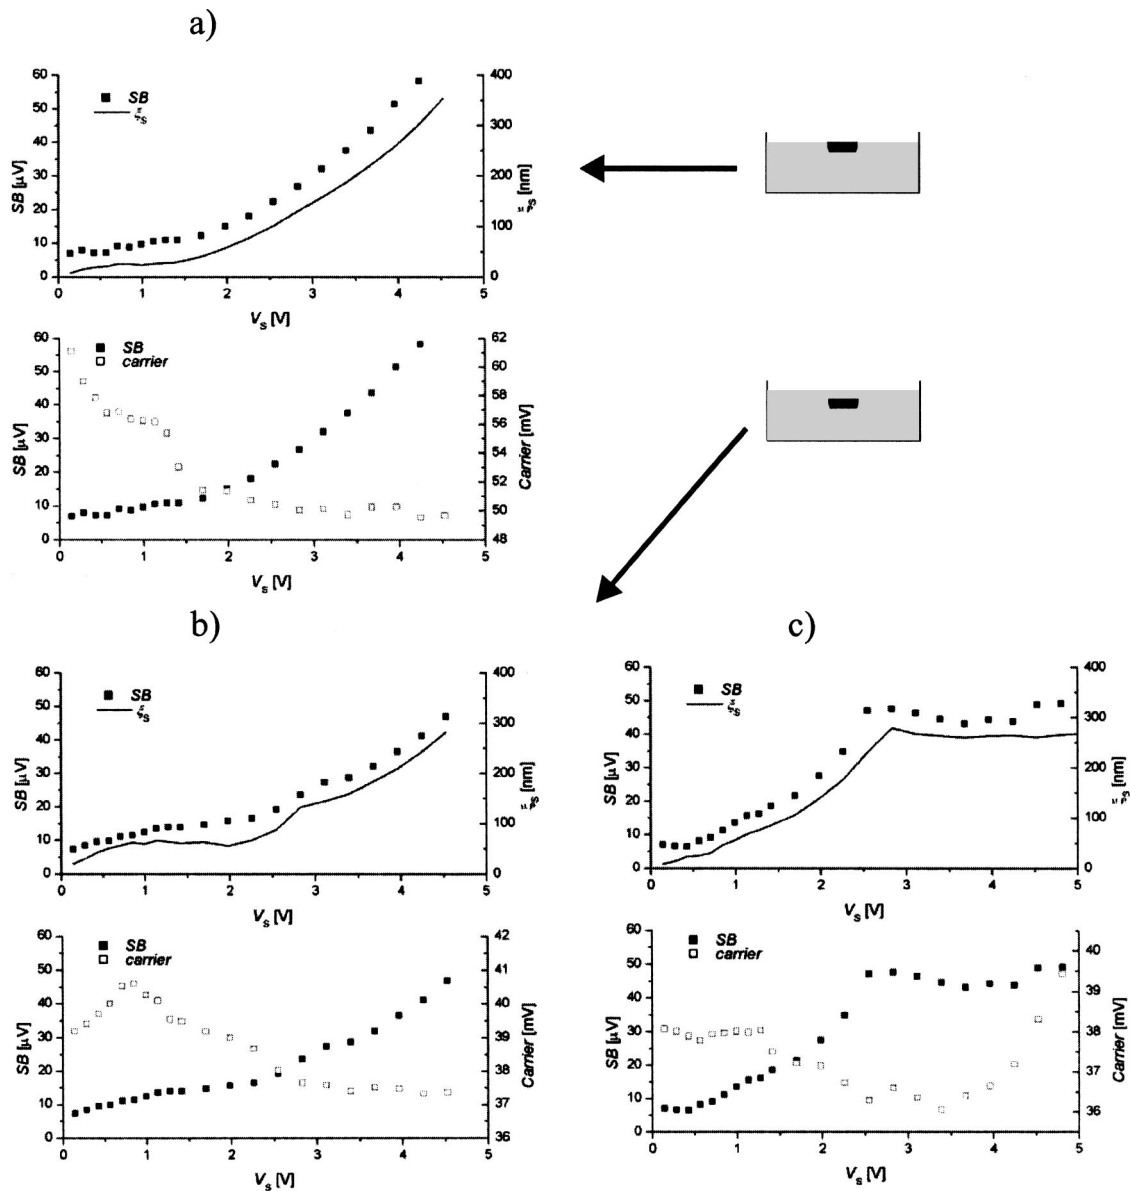 a)
SB
ξs
60
50
40
30
20
10
0
SB [µV]
400
300
200
100
0
ξs [nm]
0 1 2 3 4 5
Vs [V]
SB
carrier
60
50
40
30
20
10
0
SB [µV]
62
60
58
56
54
52
50
48
Carrier [mV]
0 1 2 3 4 5
Vs [V]
b)
SB
ξs
60
50
40
30
20
10
0
SB [µV]
400
300
200
100
0
ξs [nm]
0 1 2 3 4 5
Vs [V]
SB
carrier
60
50
40
30
20
10
0
SB [µV]
42
41
40
39
38
37
36
Carrier [mV]
0 1 2 3 4 5
Vs [V]
c)
SB
ξs
60
50
40
30
20
10
0
SB [µV]
400
300
200
100
0
ξs [nm]
0 1 2 3 4 5
Vs [V]
SB
carrier
60
50
40
30
20
10
0
SB [µV]
40
39
38
37
36
Carrier [mV]
0 1 2 3 4 5
Vs [V]